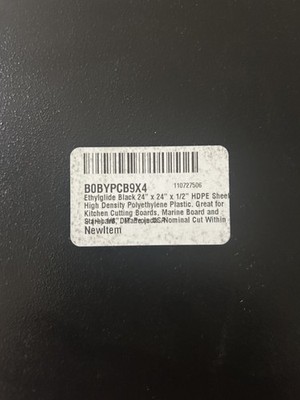 B0BYPCB9X4
110727506
Ethylglide Black 24" x 24" x 1/2" HDPE Sheet
High Density Polyethylene Plastic. Great for
Kitchen Cutting Boards, Marine Board and
Nominal Cut Within
NewItem